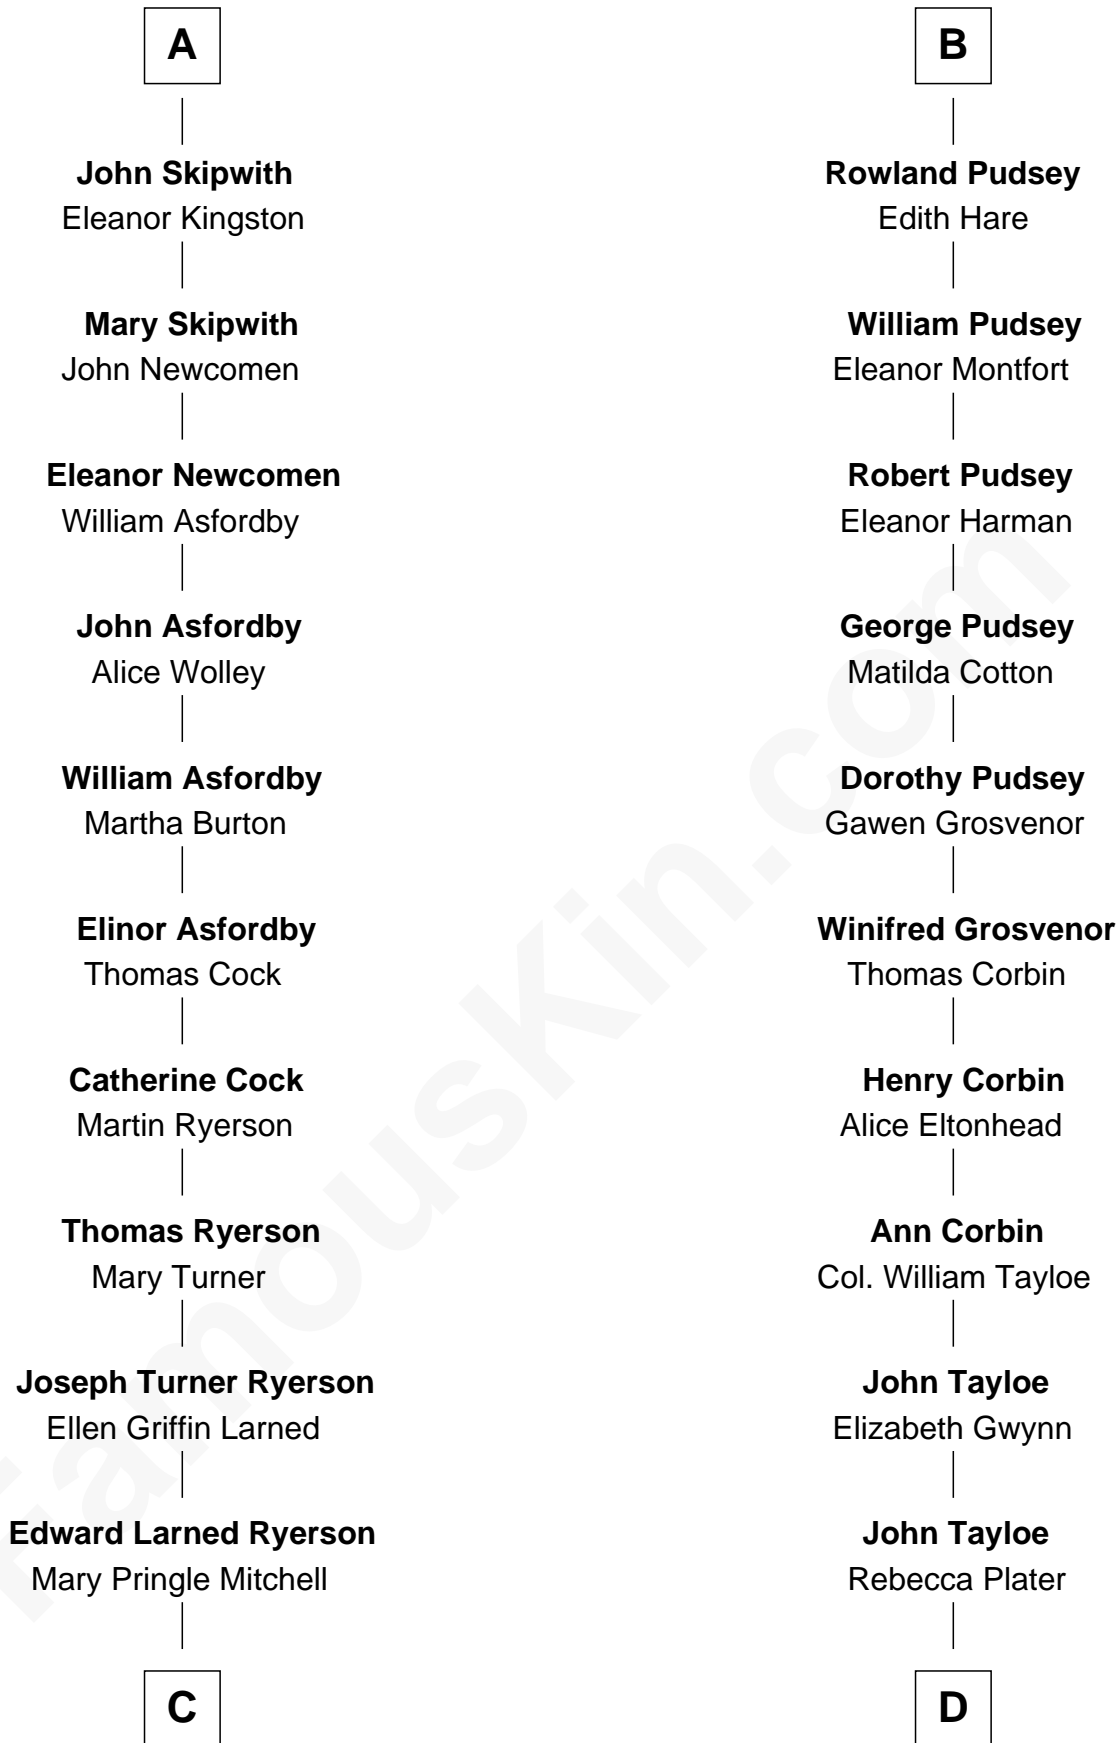 A
John Skipwith
Eleanor Kingston
Mary Skipwith
John Newcomen
Eleanor Newcomen
William Asfordby
John Asfordby
Alice Wolley
William Asfordby
Martha Burton
Elinor Asfordby
Thomas Cock
Catherine Cock
Martin Ryerson
Thomas Ryerson
Mary Turner
Joseph Turner Ryerson
Ellen Griffin Larned
Edward Larned Ryerson
Mary Pringle Mitchell
C
B
Rowland Pudsey
Edith Hare
William Pudsey
Eleanor Montfort
Robert Pudsey
Eleanor Harman
George Pudsey
Matilda Cotton
Dorothy Pudsey
Gawen Grosvenor
Winifred Grosvenor
Thomas Corbin
Henry Corbin
Alice Eltonhead
Ann Corbin
Col. William Tayloe
John Tayloe
Elizabeth Gwynn
John Tayloe
Rebecca Plater
D
FamousKin.com